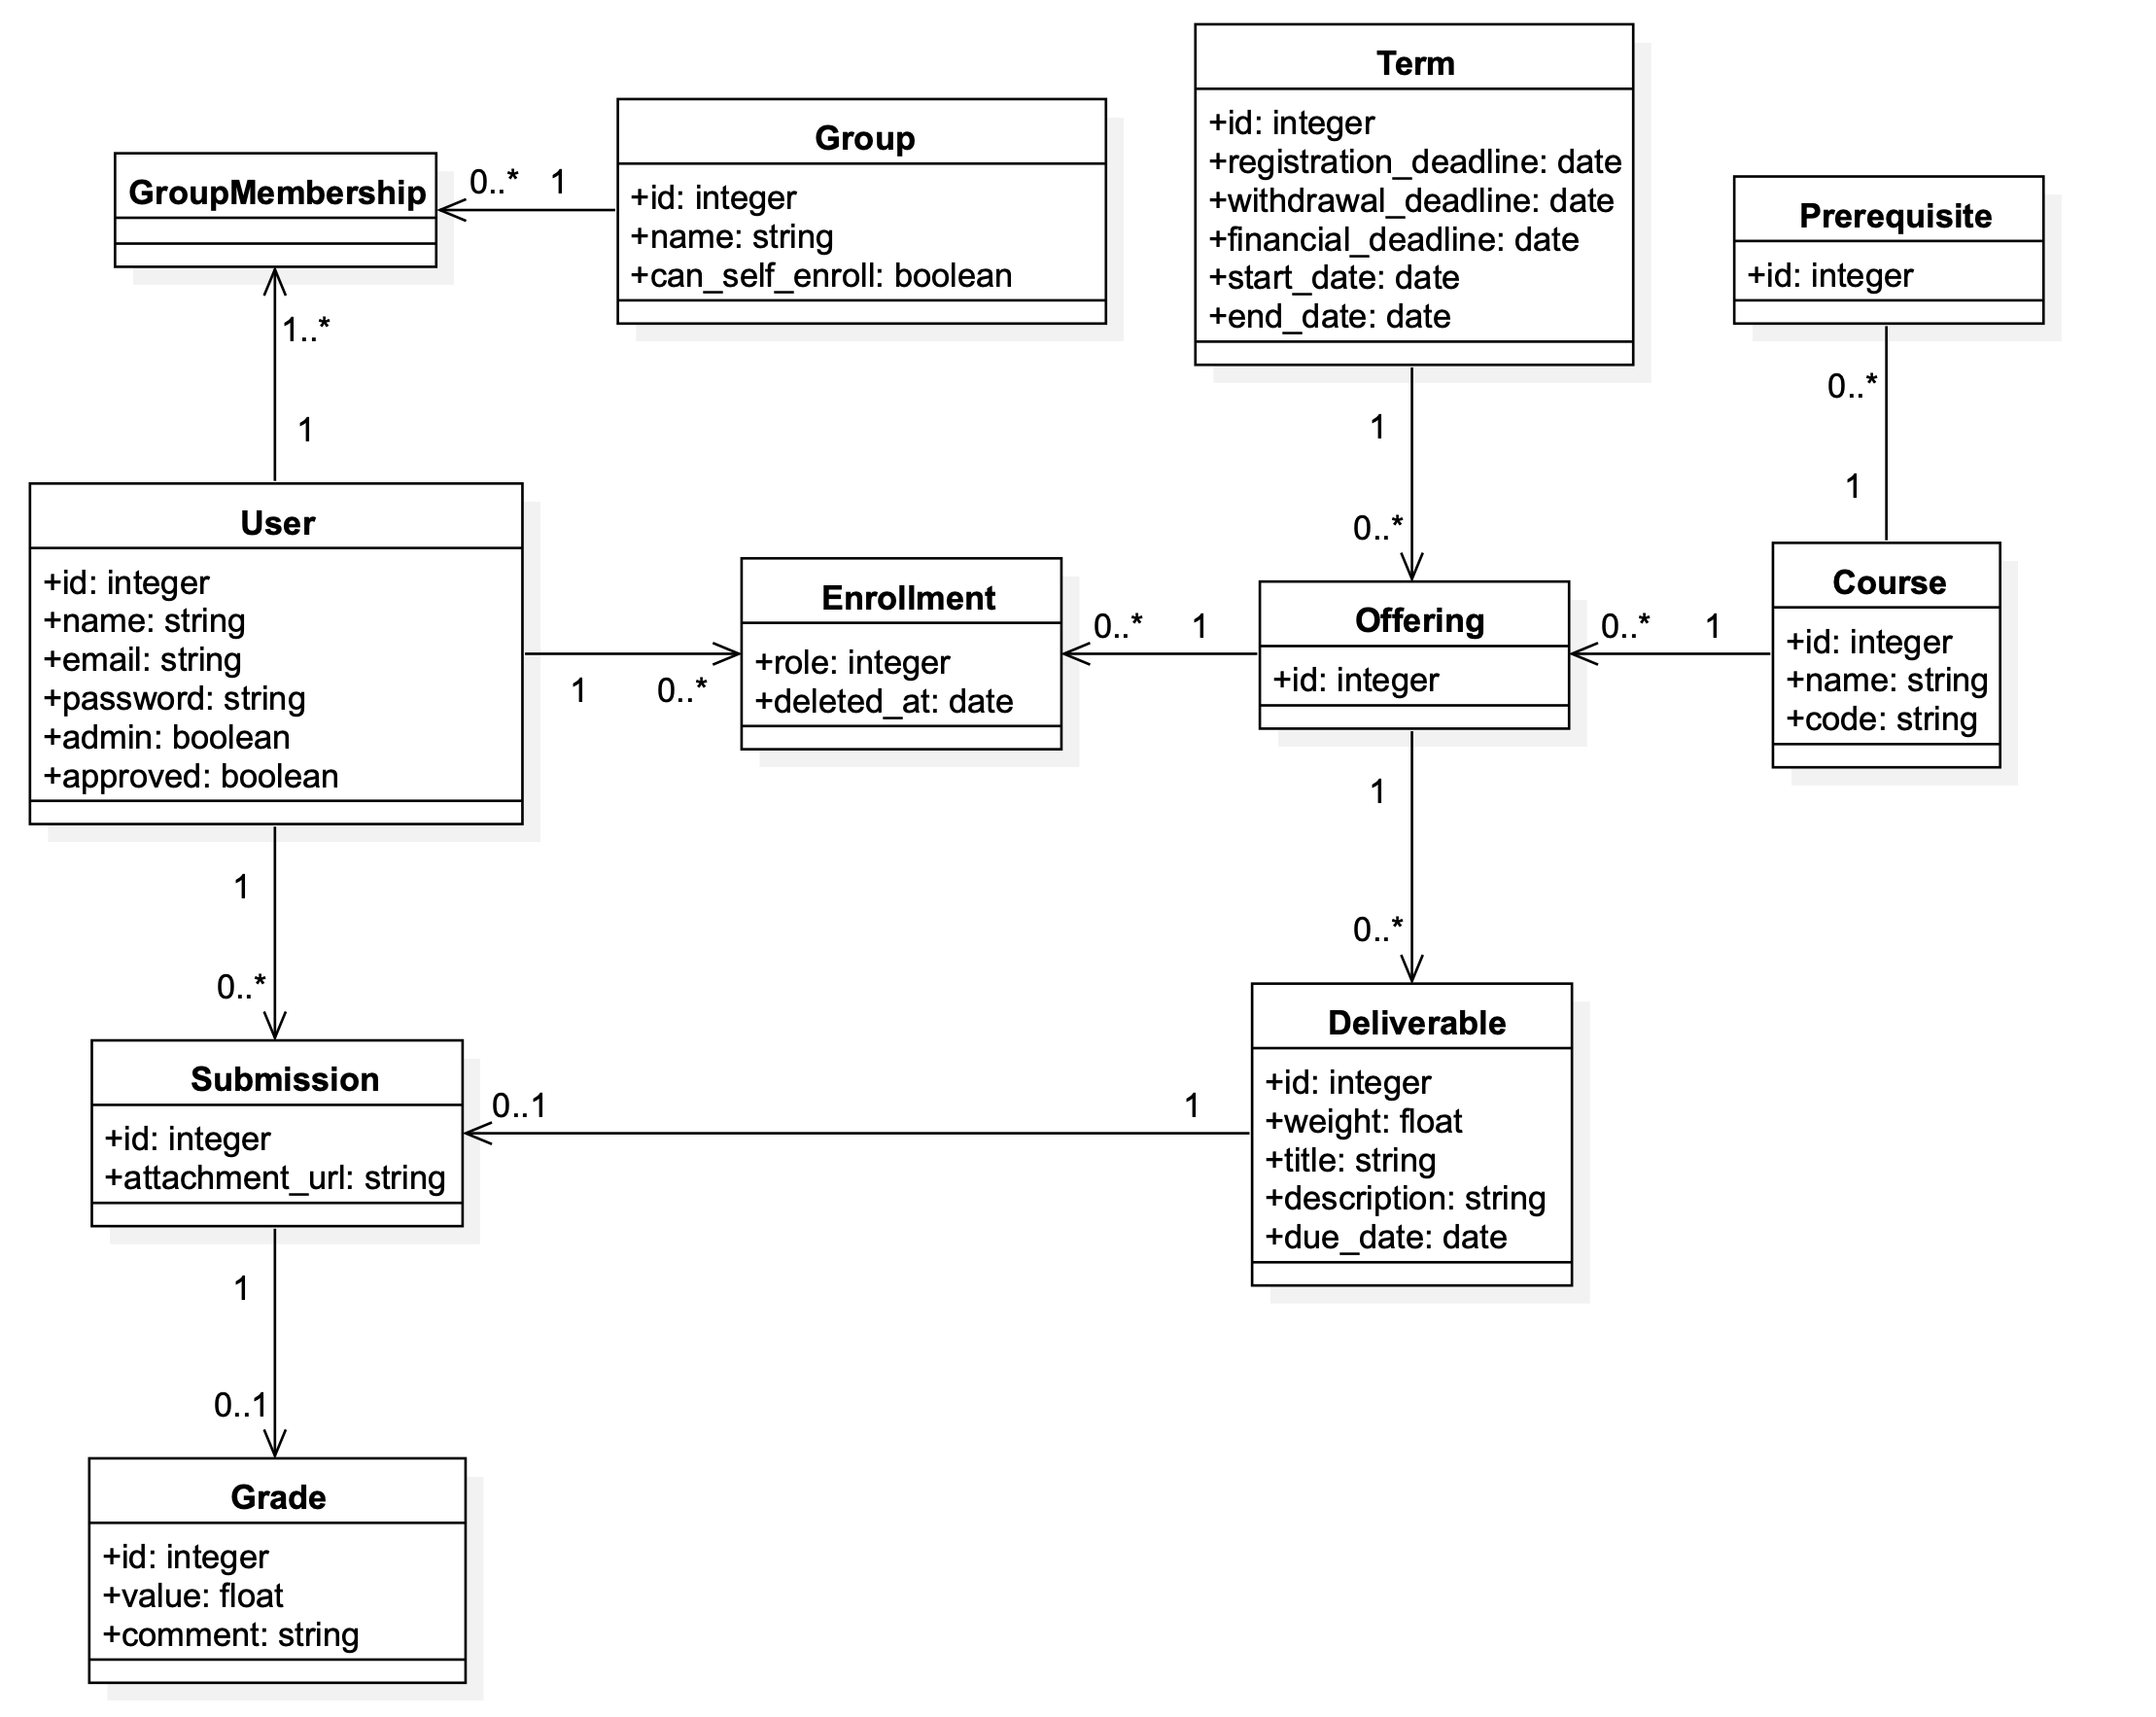 Term
+id: integer
+registration_deadline: date
+withdrawal_deadline: date
+financial_deadline: date
+start_date: date
+end_date: date
Group
+id: integer
+name: string
+can_self_enroll: boolean
GroupMembership
0..* 1
1..*
1
Prerequisite
+id: integer
0..*
1
1
0..*
User
+id: integer
+name: string
+email: string
+password: string
+admin: boolean
+approved: boolean
1 0..*
Enrollment
+role: integer
+deleted_at: date
0..* 1
Offering
+id: integer
0..* 1
Course
+id: integer
+name: string
+code: string
1
0..*
1
0..*
Submission
+id: integer
+attachment_url: string
0..1 1
Deliverable
+id: integer
+weight: float
+title: string
+description: string
+due_date: date
1
0..1
Grade
+id: integer
+value: float
+comment: string